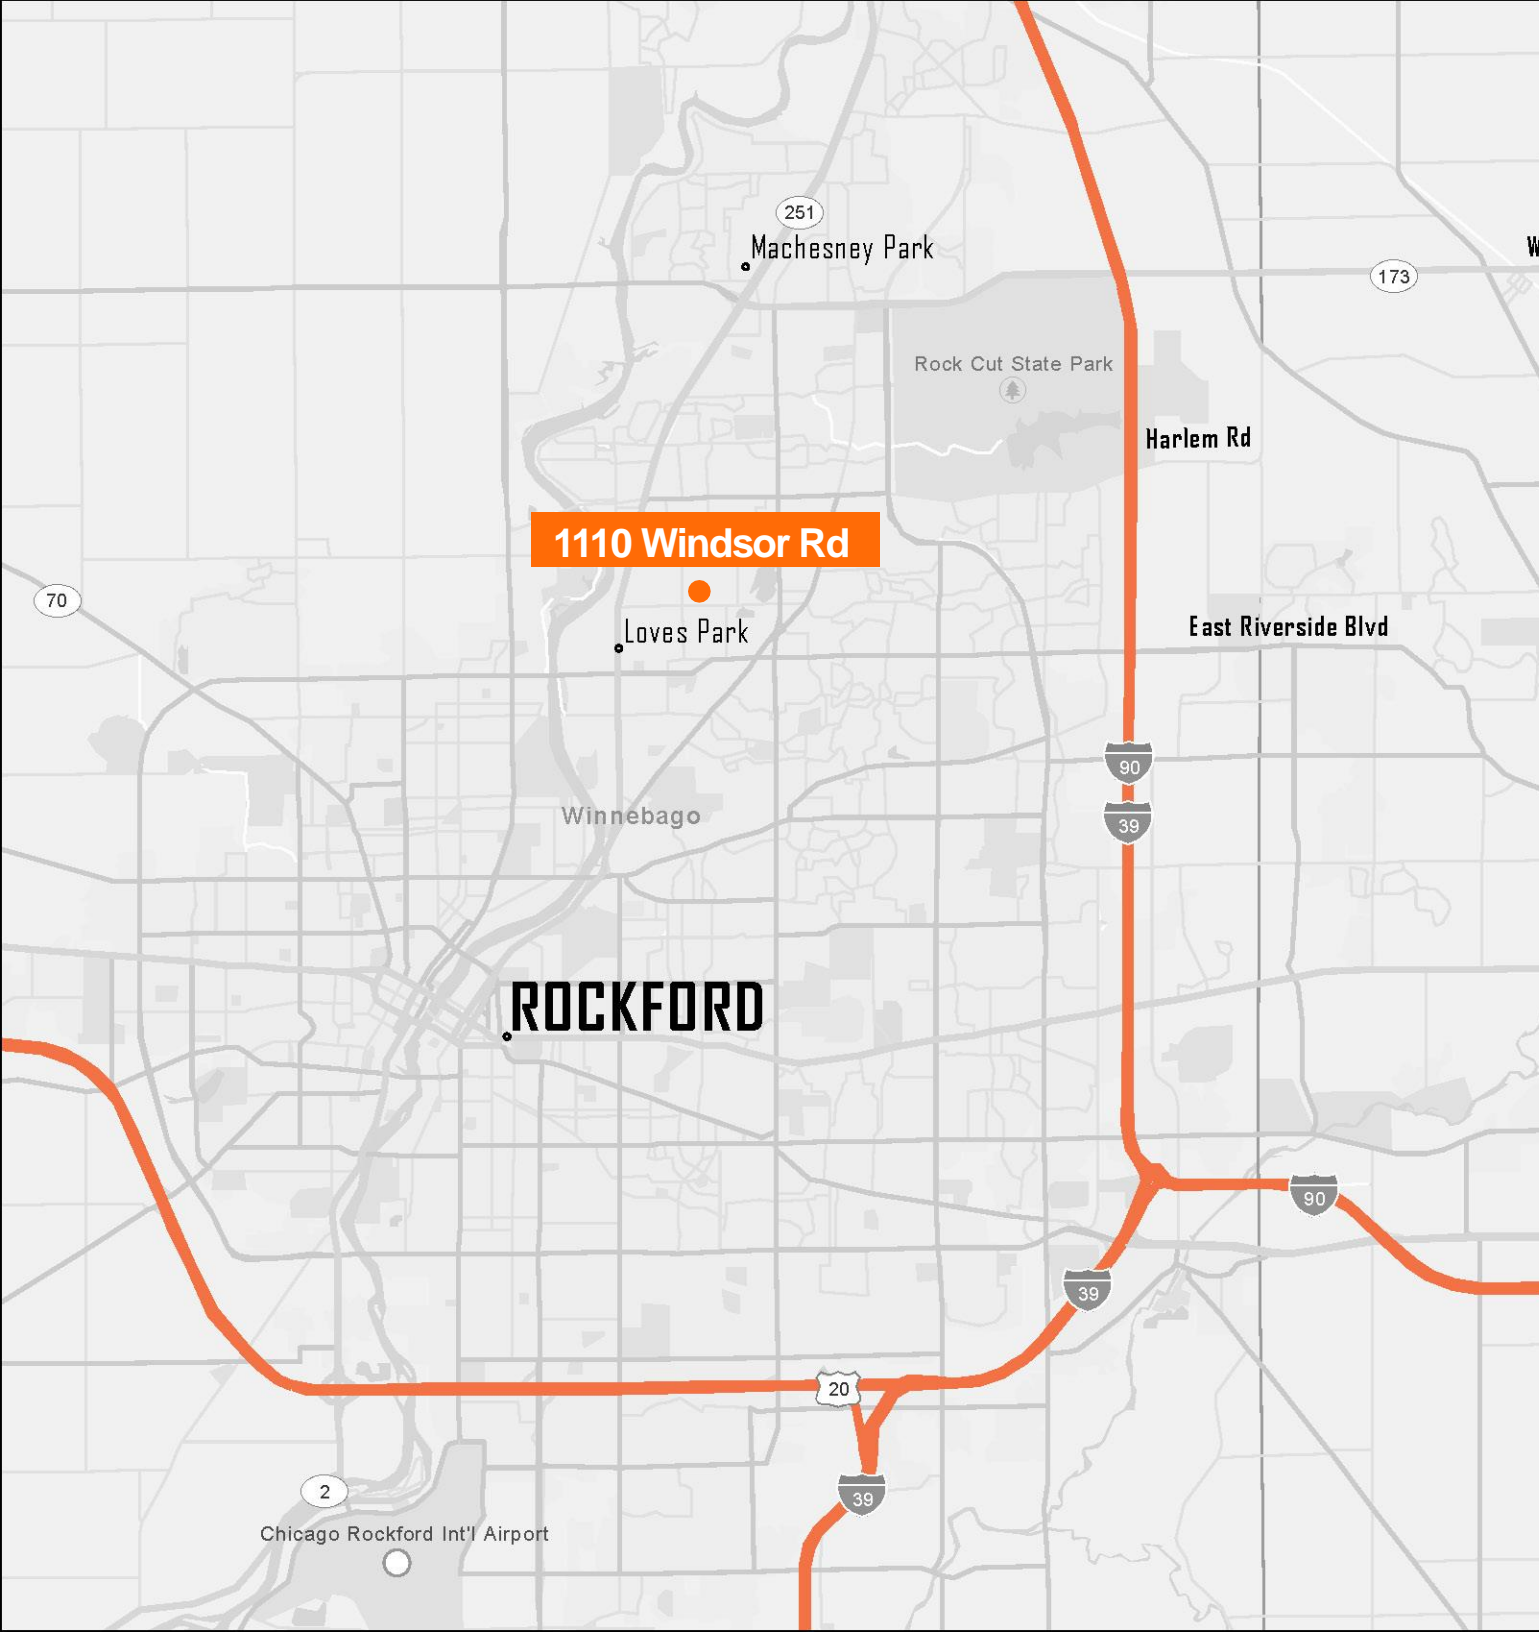 251
Machesney Park
W
173
Rock Cut State Park
Harlem Rd
1110 Windsor Rd
70
Loves Park
East Riverside Blvd
90
39
Winnebago
ROCKFORD
90
39
20
2
39
Chicago Rockford Int'l Airport